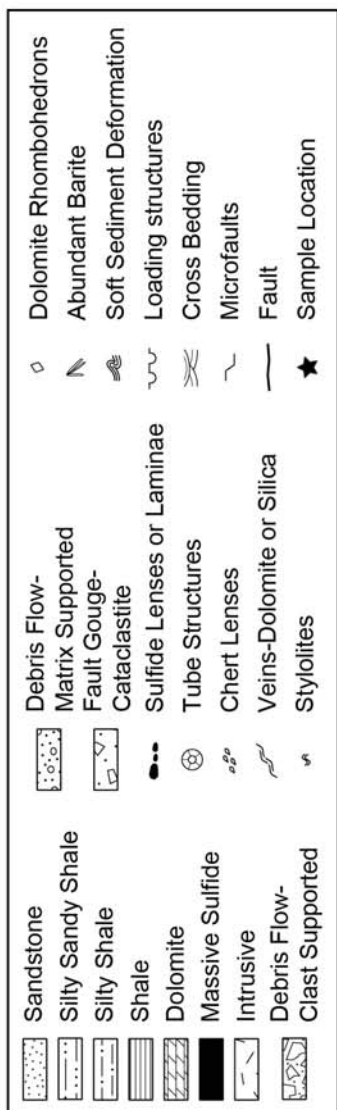 Sandstone
Silty Sandy Shale
Silty Shale
Shale
Dolomite
Massive Sulfide
Intrusive
Debris Flow-
Clast Supported
Debris Flow-
Matrix Supported
Fault Gouge-
Cataclastite
Sulfide Lenses or Laminae
Tube Structures
Chert Lenses
Veins-Dolomite or Silica
Stylolites
Dolomite Rhombohedrons
Abundant Barite
Soft Sediment Deformation
Loading structures
Cross Bedding
Microfaults
Fault
Sample Location